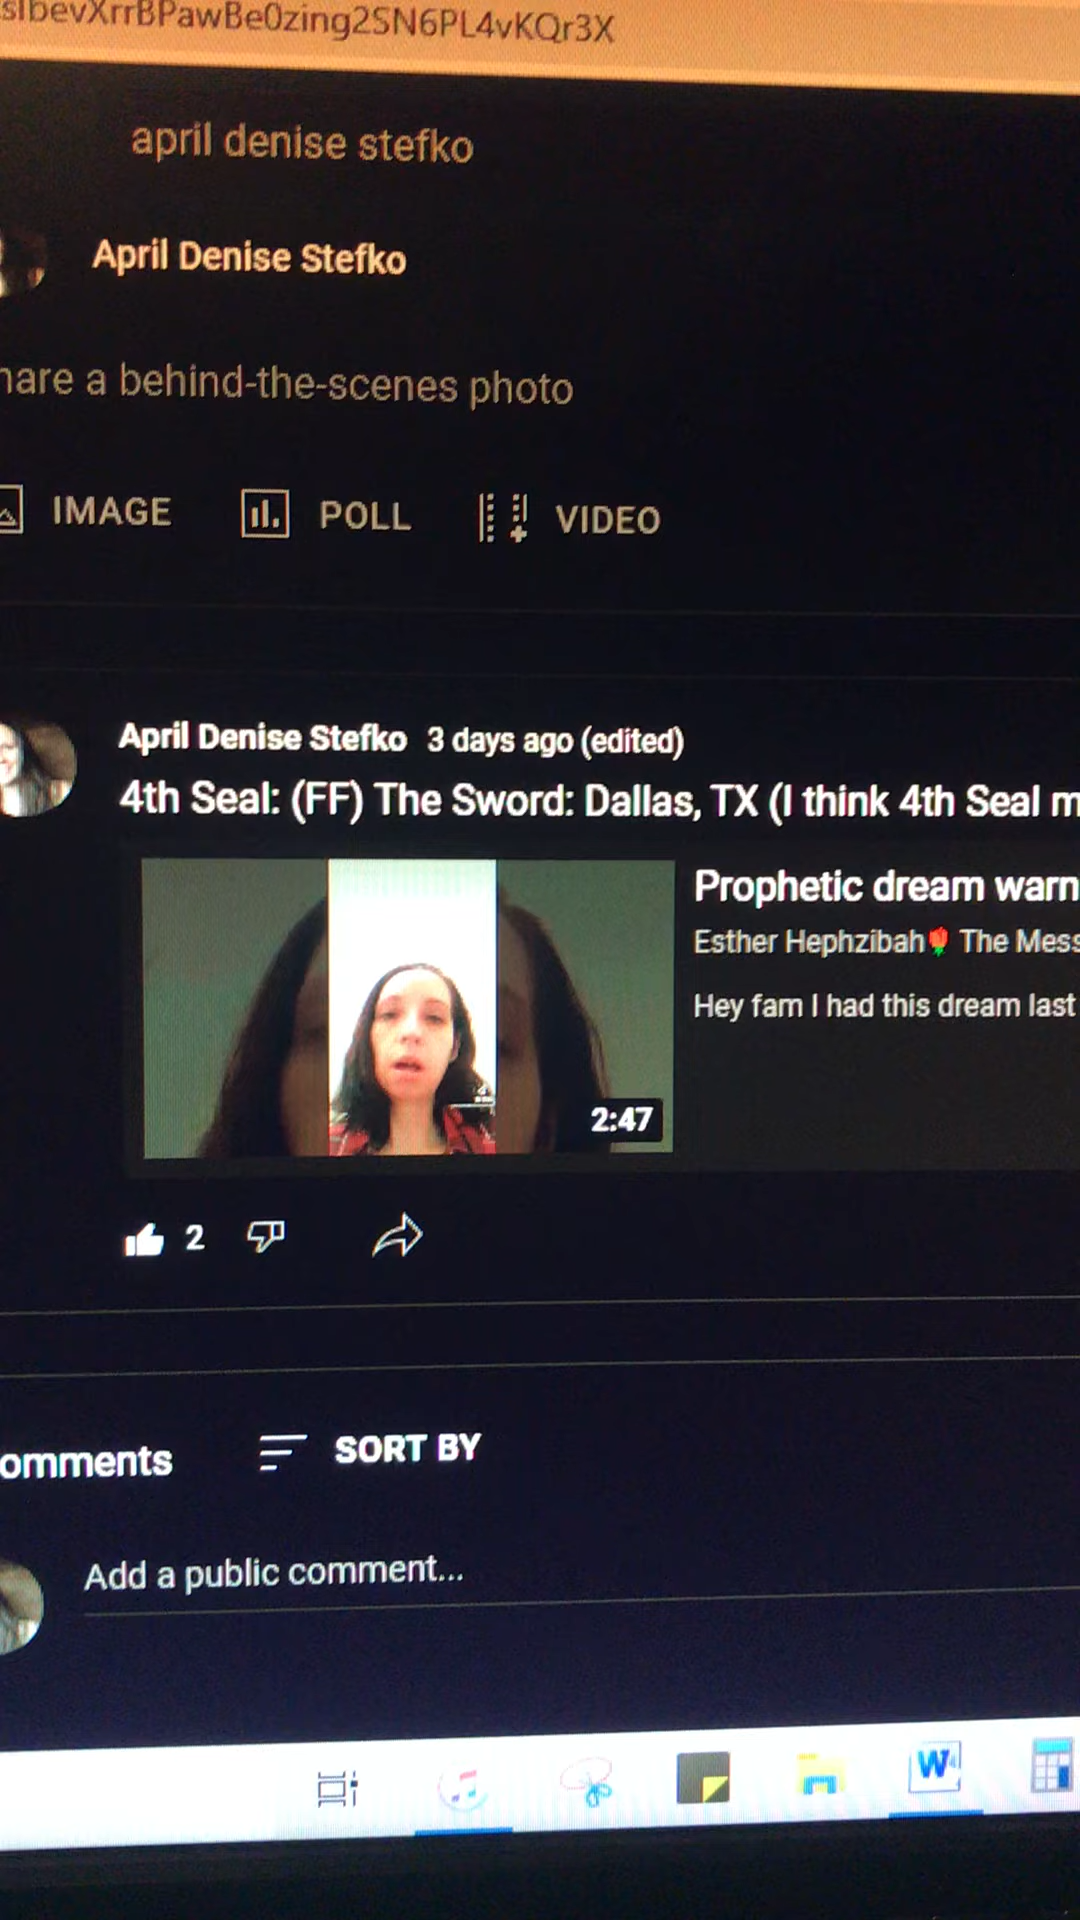 slbevXrrBPawBe0zing2SN6PL4vKQr3X
april denise stefko
April Denise Stefko
hare a behind-the-scenes photo
IMAGE POLL VIDEO
April Denise Stefko 3 days ago (edited)
4th Seal: (FF) The Sword: Dallas, TX (I think 4th Seal m
Prophetic dream warn
Esther Hephzibah🌹 The Mess
Hey fam I had this dream last
2:47
2
omments SORT BY
Add a public comment...
W